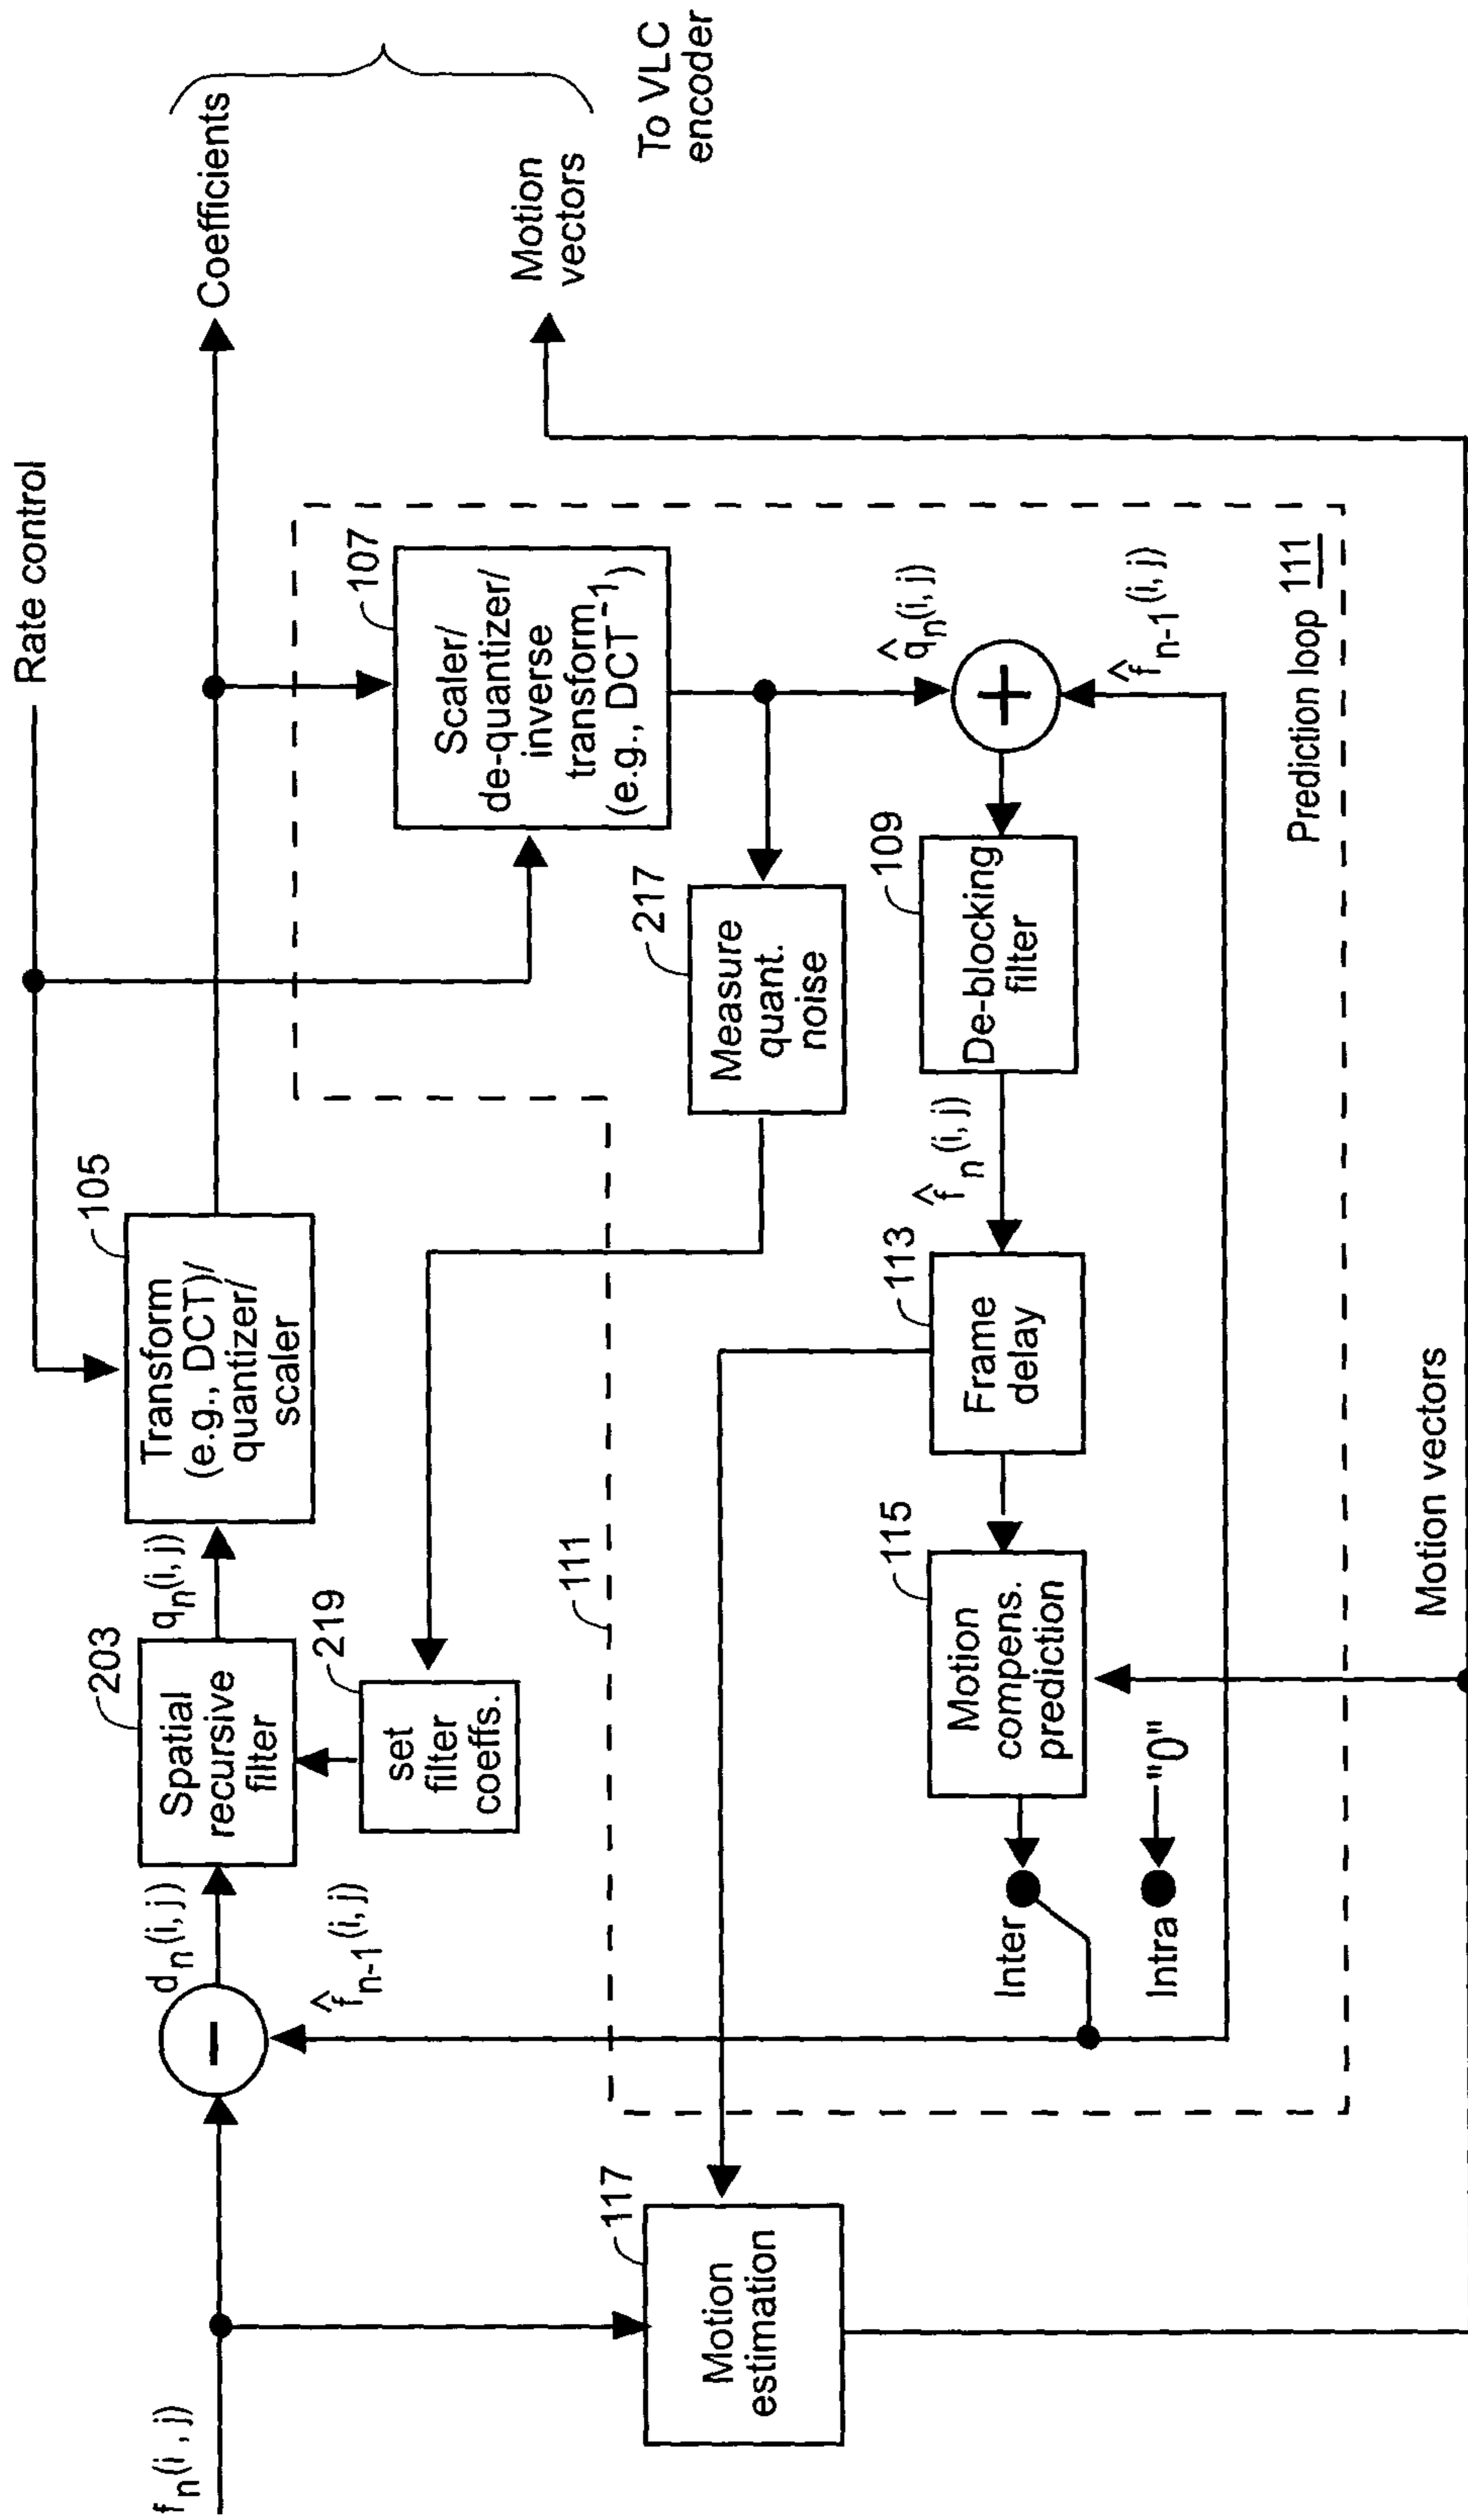 Rate control
Coefficients
Motion
vectors
To VLC
encoder
f n (i, j)
d n (i, j)
203
Spatial
recursive
filter
q n (i, j)
105
Transform
(e.g., DCT)/
quantizer/
scaler
f̂ n-1 (i, j)
219
set
filter
coeffs.
111
107
Scaler/
de-quantizer/
inverse
transform
(e.g., DCT -1 )
217
Measure
quant.
noise
117
Motion
estimation
Inter
Intra
"0"
115
Motion
compens.
prediction
113
Frame
delay
f̂ n (i, j)
109
De-blocking
filter
q̂ n (i, j)
+
−
f̂ n-1 (i, j)
Prediction loop 111
Motion vectors